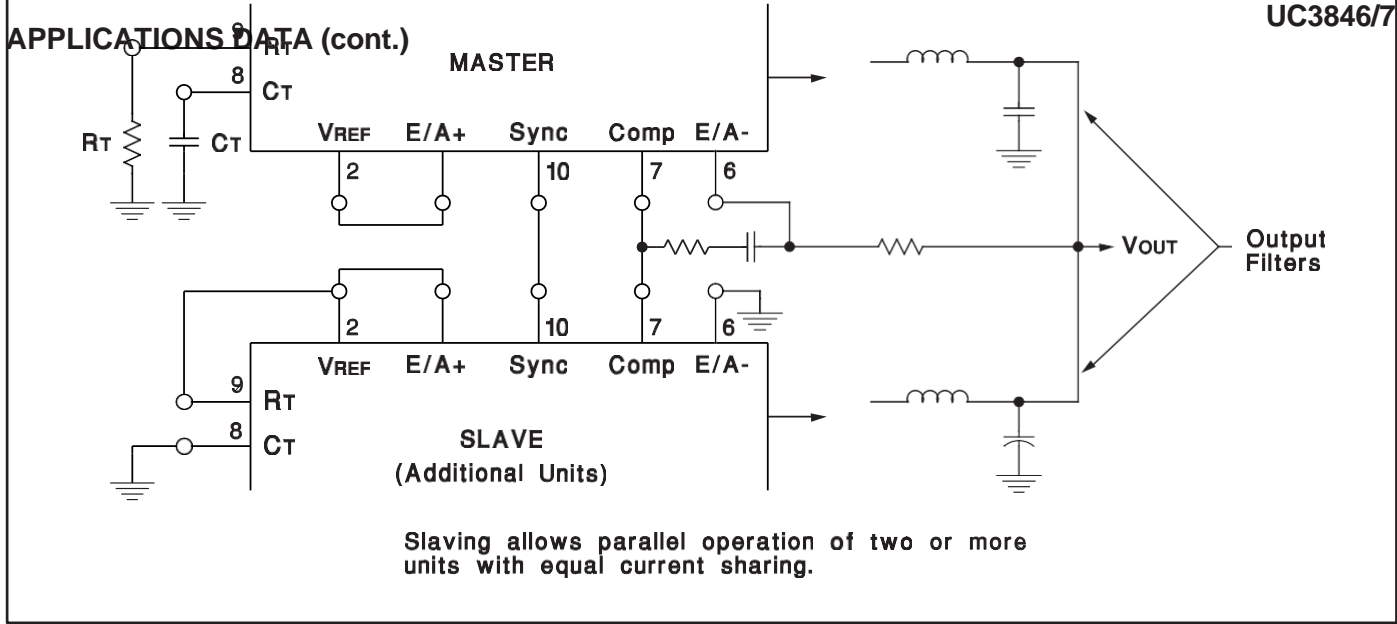 UC3846/7
APPLICATIONS DATA (cont.)
9 RT
MASTER
8 CT
RT CT
VREF E/A+ Sync Comp E/A-
2 10 7 6
VOUT
Output
Filters
2 10 7 6
VREF E/A+ Sync Comp E/A-
9 RT
8 CT
SLAVE
(Additional Units)
Slaving allows parallel operation of two or more
units with equal current sharing.